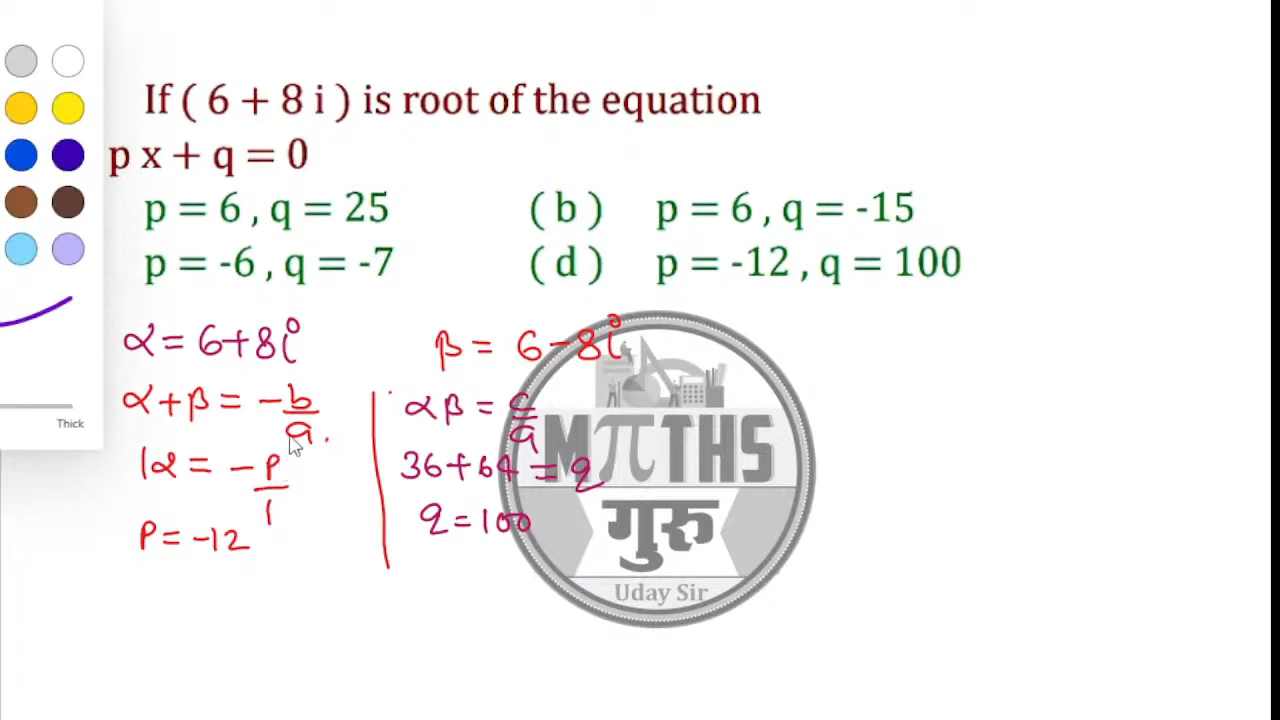 If ( 6 + 8 i ) is root of the equation
p x + q = 0
p = 6 , q = 25 ( b ) p = 6 , q = -15
p = -6 , q = -7 ( d ) p = -12 , q = 100
α = 6+8i β = 6-8i
α+β = -b/a. αβ = c/a
12 = -p/1 36+64 = q
P = -12 q = 100
Thick
MπTHS
गुरु
Uday Sir